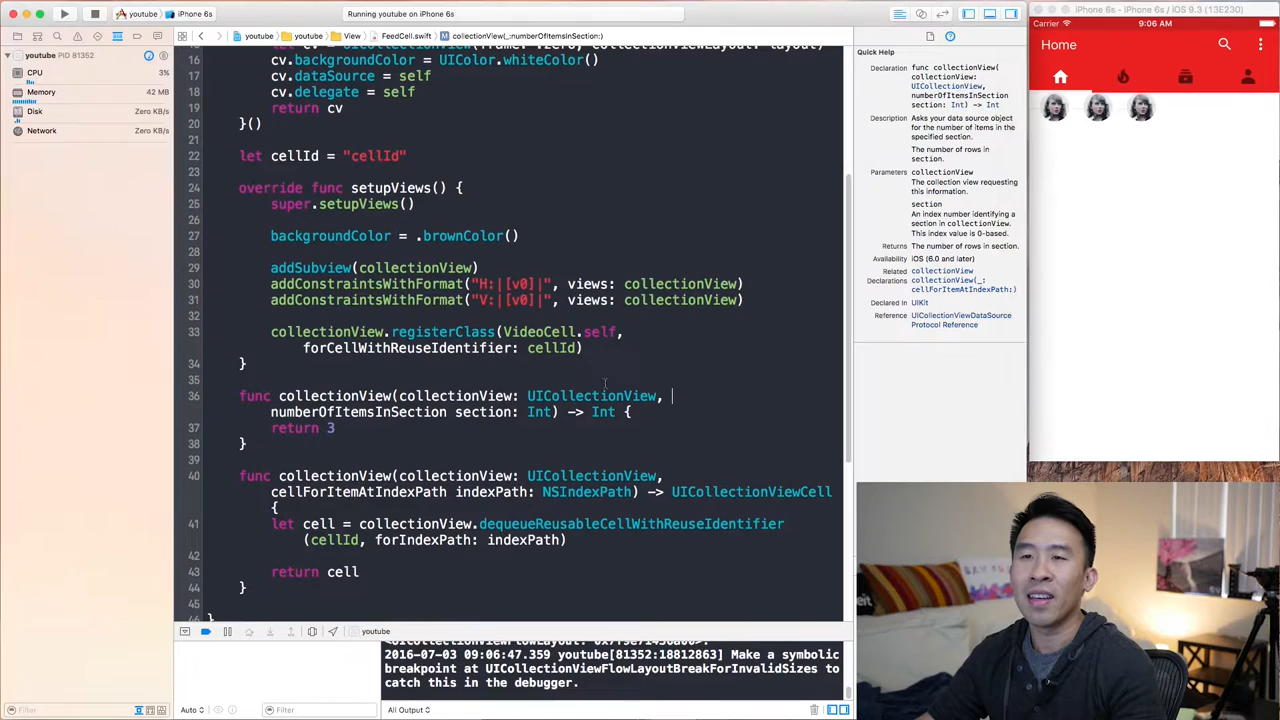 youtube
iPhone 6s
Running youtube on iPhone 6s
iPhone 6s - iPhone 6s / iOS 9.3 (13E230)
youtube PID 81352
CPU
3%
Memory
42 MB
Disk
Zero KB/s
Network
Zero KB/s
Filter
youtube
youtube
View
FeedCell.swift
M
collectionView(_:numberOfItemsInSection:)
16
cv.backgroundColor = UIColor.whiteColor()
17
cv.dataSource = self
18
cv.delegate = self
19
return cv
20
}()
21
22
let cellId = "cellId"
23
24
override func setupViews() {
25
super.setupViews()
26
27
backgroundColor = .brownColor()
28
29
addSubview(collectionView)
30
addConstraintsWithFormat("H:|[v0]|", views: collectionView)
31
addConstraintsWithFormat("V:|[v0]|", views: collectionView)
32
33
collectionView.registerClass(VideoCell.self,
forCellWithReuseIdentifier: cellId)
34
}
35
36
func collectionView(collectionView: UICollectionView,
numberOfItemsInSection section: Int) -> Int {
37
return 3
38
}
39
40
func collectionView(collectionView: UICollectionView,
cellForItemAtIndexPath indexPath: NSIndexPath) -> UICollectionViewCell
{
41
let cell = collectionView.dequeueReusableCellWithReuseIdentifier
(cellId, forIndexPath: indexPath)
42
43
return cell
44
}
45
youtube
2016-07-03 09:06:47.359 youtube[81352:18812863] Make a symbolic
breakpoint at UICollectionViewFlowLayoutBreakForInvalidSizes to
catch this in the debugger.
Auto
Filter
All Output
Quick Help
Declaration func collectionView(
collectionView:
UICollectionView,
numberOfItemsInSection
section: Int) -> Int
Description Asks your data source object
for the number of items in the
specified section.
The number of rows in
section.
Parameters collectionView
The collection view requesting
this information.
section
An index number identifying a
section in collectionView.
This index value is 0-based.
Returns The number of rows in section.
Availability iOS (6.0 and later)
Related collectionView
Declarations collectionView(_:
cellForItemAtIndexPath:)
Declared In UIKit
Reference UICollectionViewDataSource
Protocol Reference
Carrier
9:06 AM
Home